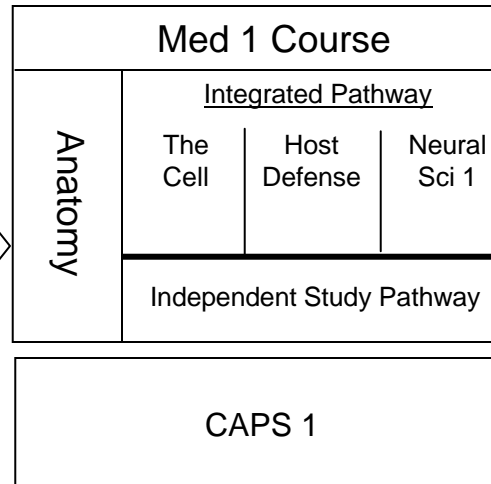 Med 1 Course
Anatomy
Integrated Pathway
The
Cell
Host
Defense
Neural
Sci 1
Independent Study Pathway
CAPS 1